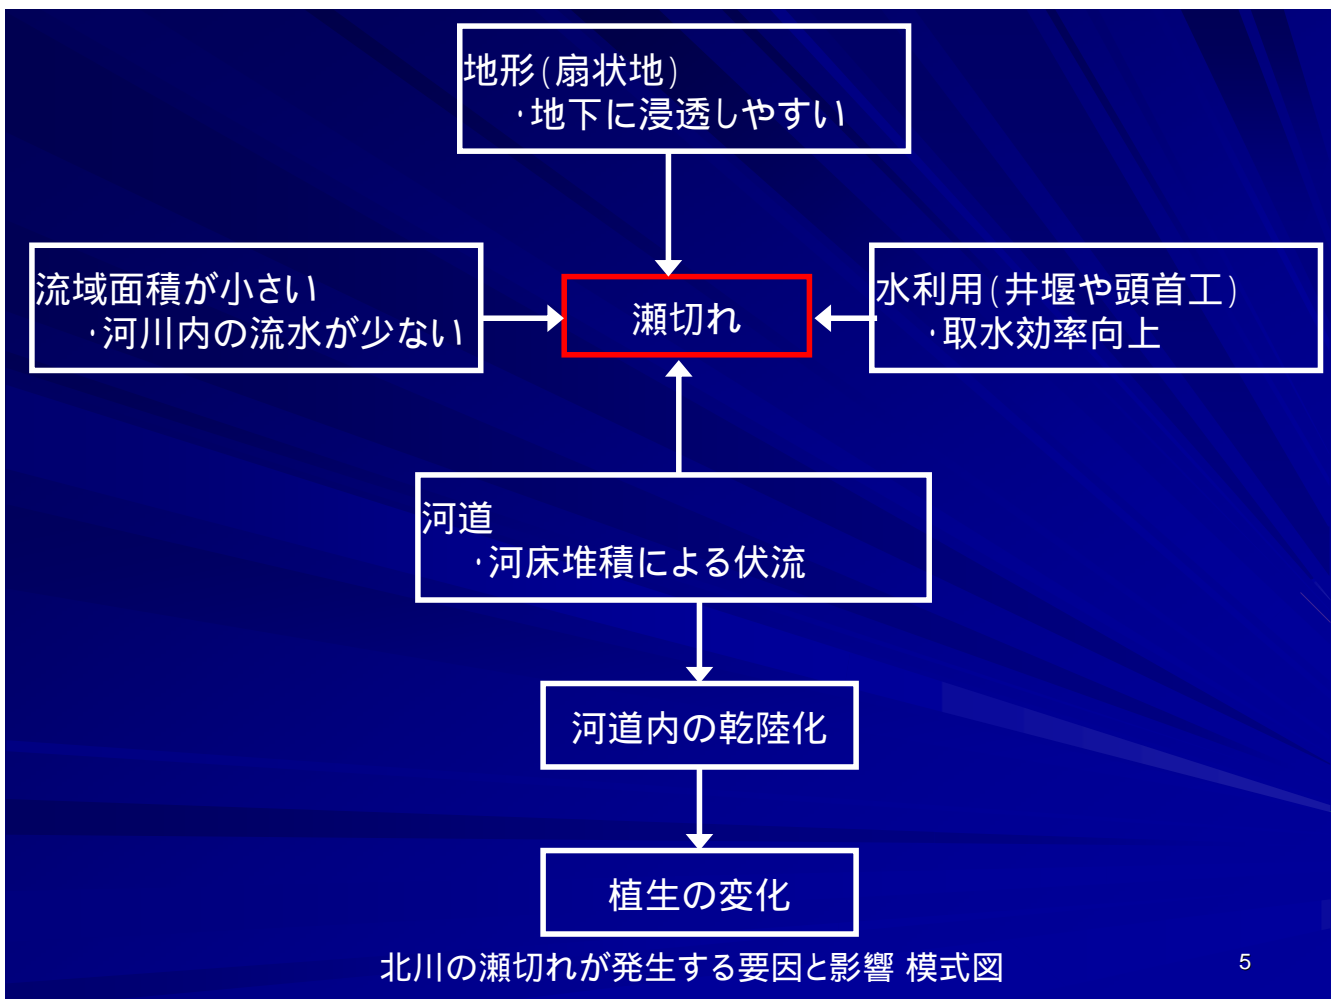 地形(扇状地)
・地下に浸透しやすい
流域面積が小さい
・河川内の流水が少ない
瀬切れ
水利用(井堰や頭首工)
・取水効率向上
河道
・河床堆積による伏流
河道内の乾陸化
植生の変化
北川の瀬切れが発生する要因と影響 模式図
5